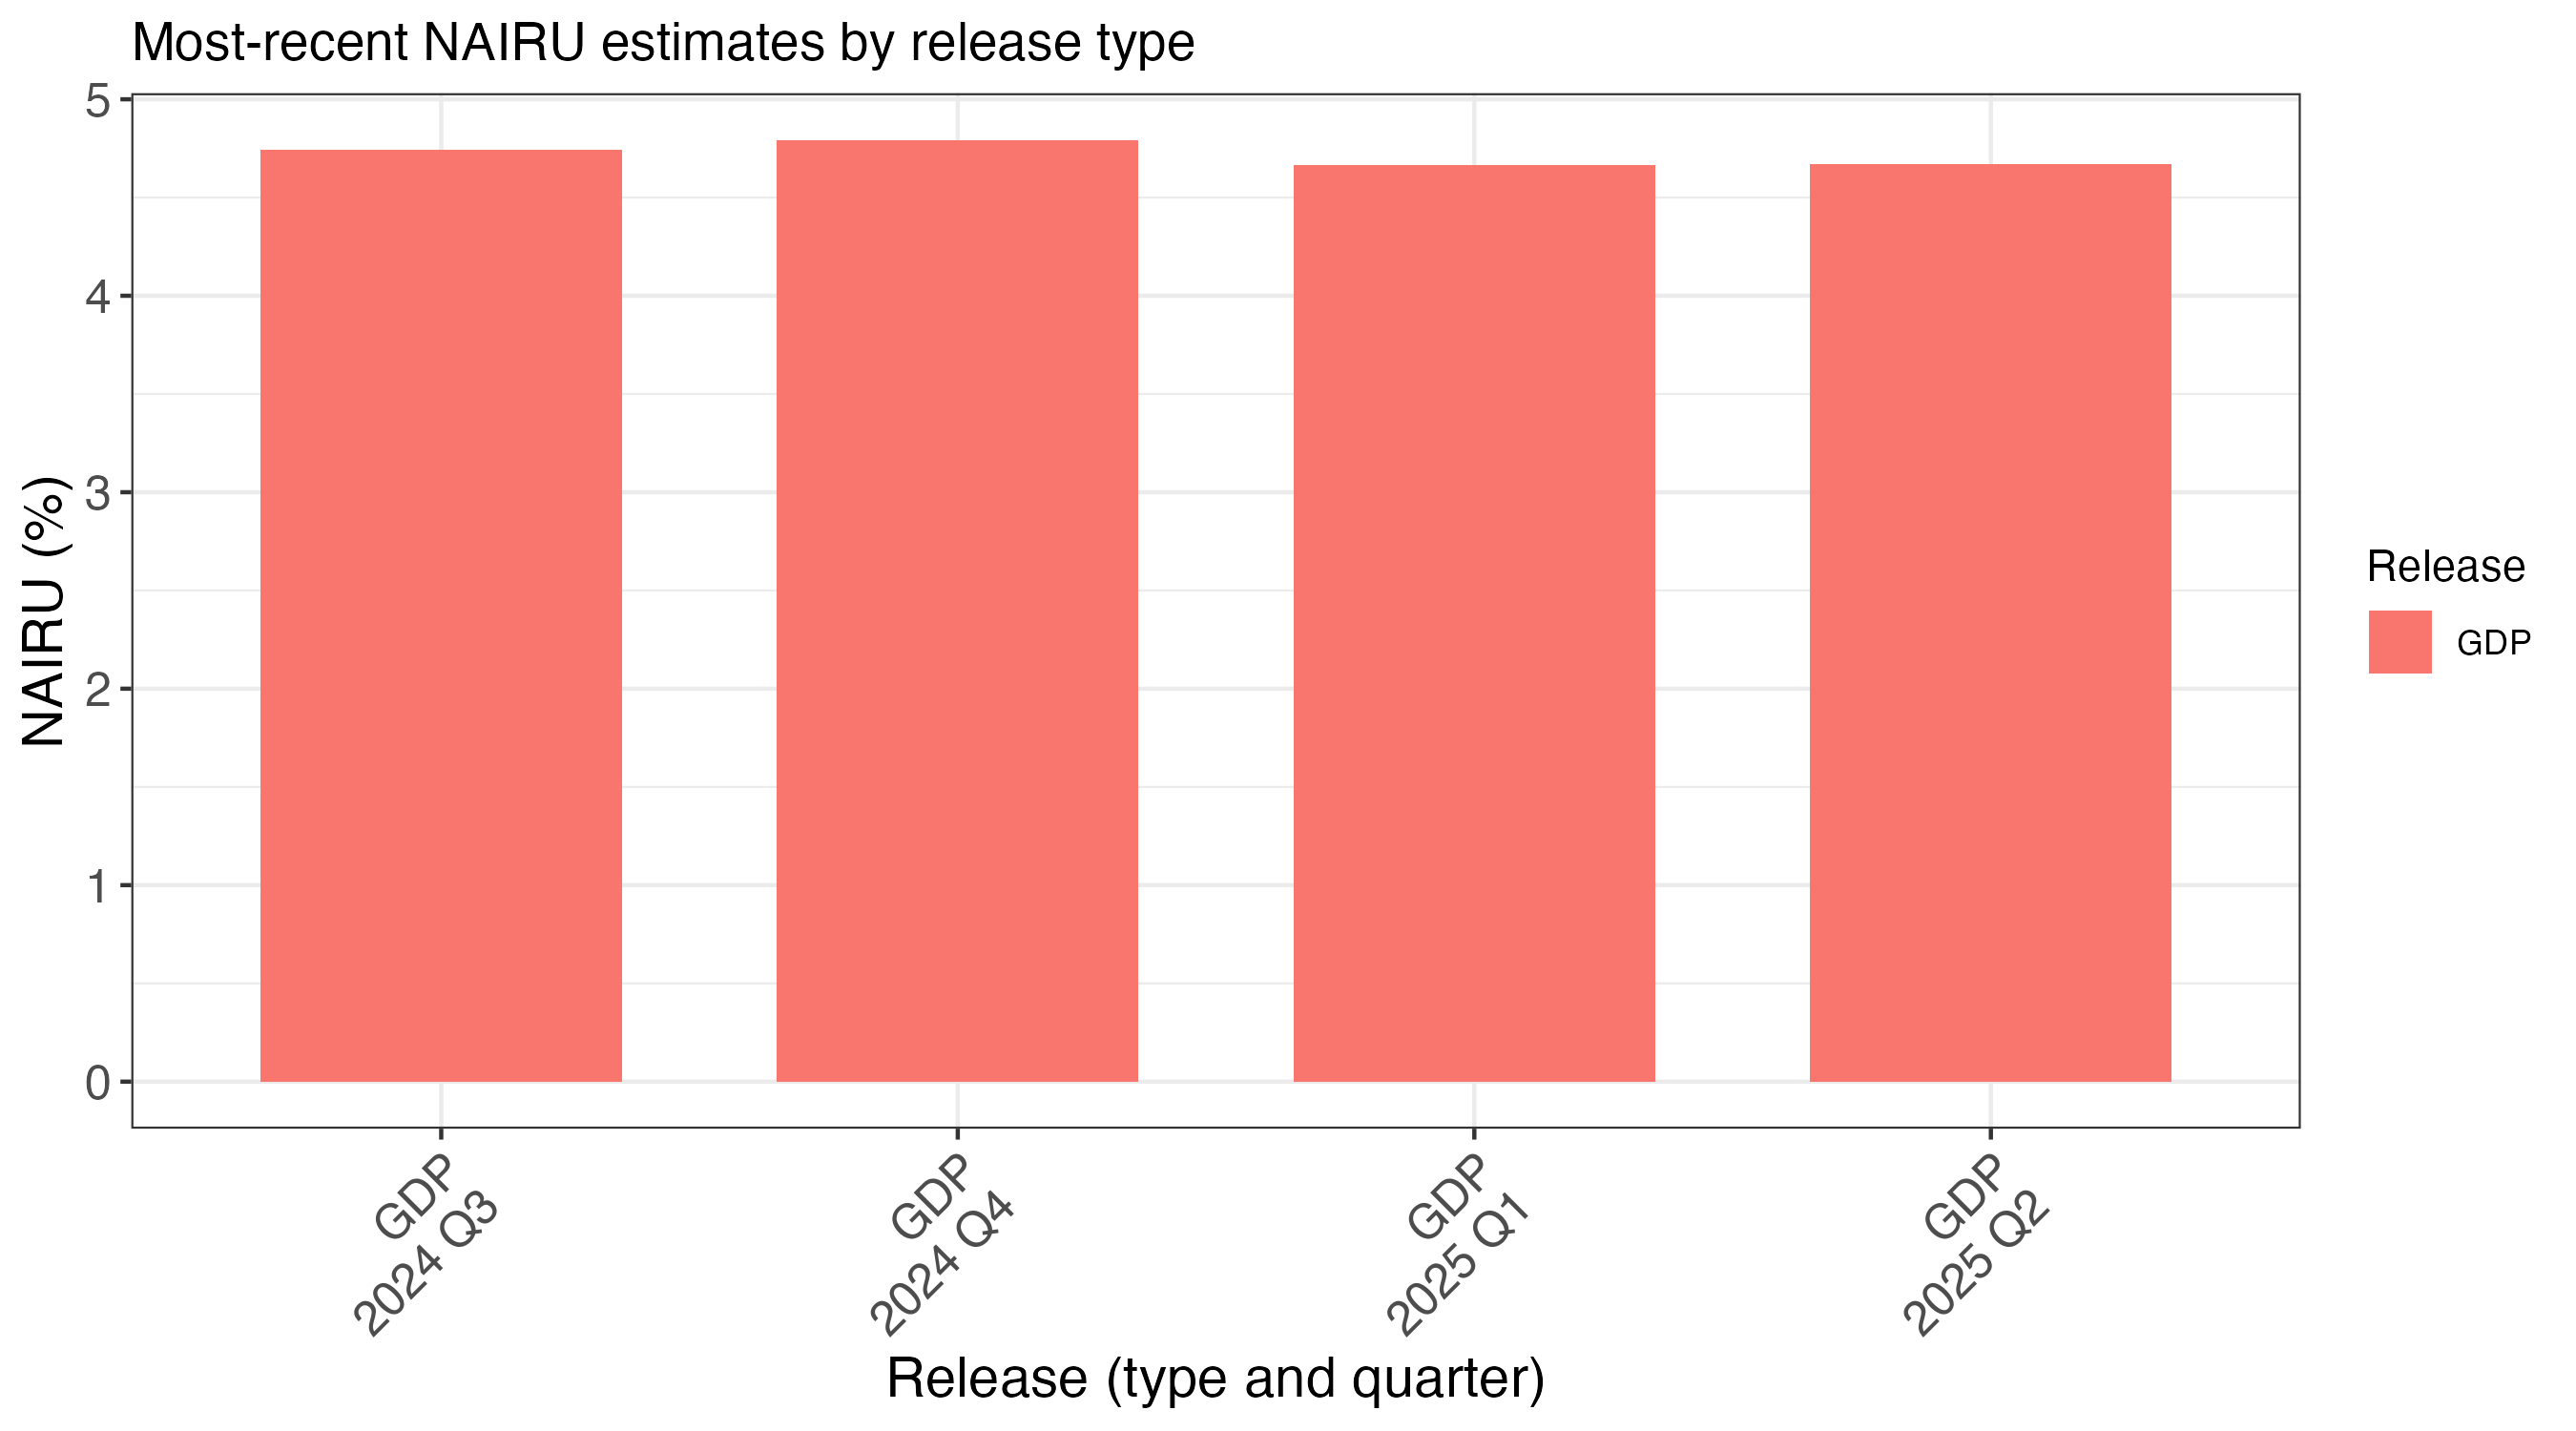 Most-recent NAIRU estimates by release type
NAIRU (%)
5
4
3
2
1
0
GDP
2024 Q3
GDP
2024 Q4
GDP
2025 Q1
GDP
2025 Q2
Release (type and quarter)
Release
GDP